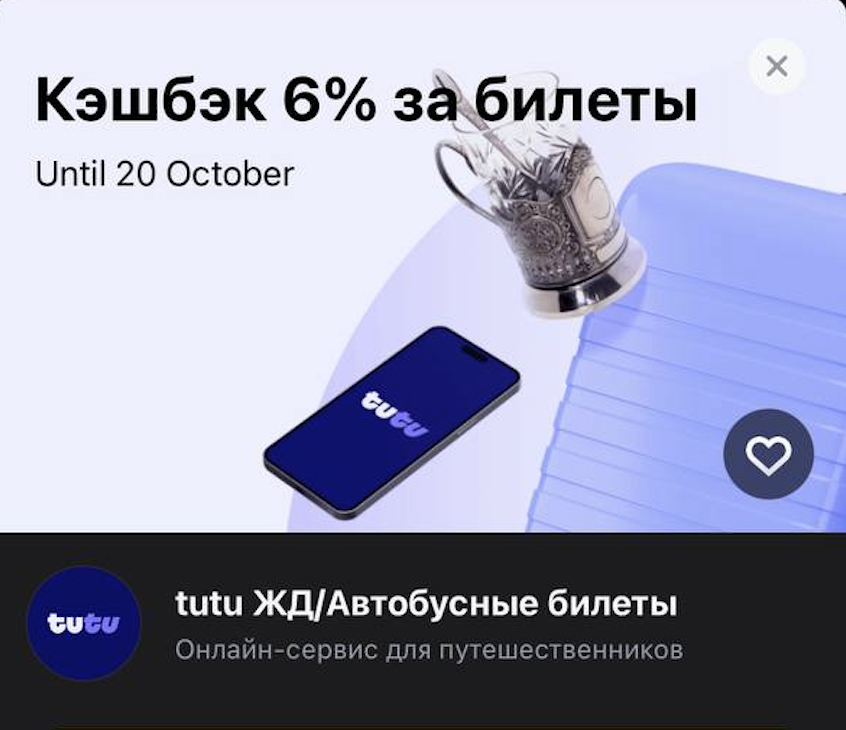 Кэшбэк 6% за билеты
Until 20 October
tutu
tutu
tutu ЖД/Автобусные билеты
Онлайн-сервис для путешественников